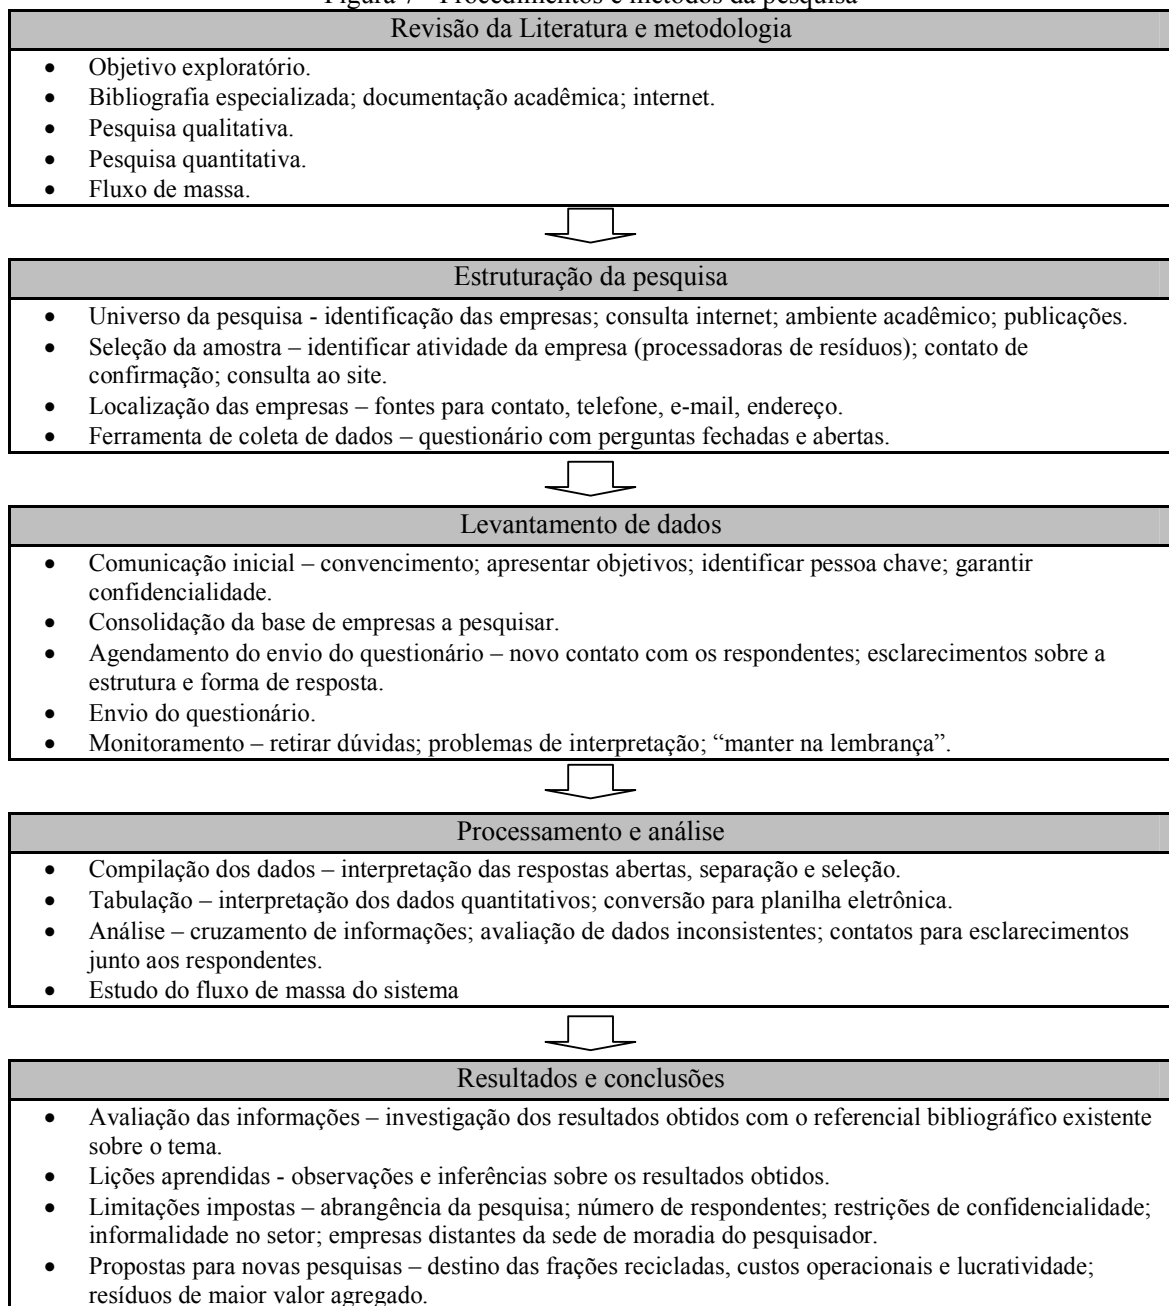 Figura 7 - Procedimentos e métodos da pesquisa
Revisão da Literatura e metodologia
• Objetivo exploratório.
• Bibliografia especializada; documentação acadêmica; internet.
• Pesquisa qualitativa.
• Pesquisa quantitativa.
• Fluxo de massa.
Estruturação da pesquisa
• Universo da pesquisa - identificação das empresas; consulta internet; ambiente acadêmico; publicações.
• Seleção da amostra – identificar atividade da empresa (processadoras de resíduos); contato de
confirmação; consulta ao site.
• Localização das empresas – fontes para contato, telefone, e-mail, endereço.
• Ferramenta de coleta de dados – questionário com perguntas fechadas e abertas.
Levantamento de dados
• Comunicação inicial – convencimento; apresentar objetivos; identificar pessoa chave; garantir
confidencialidade.
• Consolidação da base de empresas a pesquisar.
• Agendamento do envio do questionário – novo contato com os respondentes; esclarecimentos sobre a
estrutura e forma de resposta.
• Envio do questionário.
• Monitoramento – retirar dúvidas; problemas de interpretação; “manter na lembrança”.
Processamento e análise
• Compilação dos dados – interpretação das respostas abertas, separação e seleção.
• Tabulação – interpretação dos dados quantitativos; conversão para planilha eletrônica.
• Análise – cruzamento de informações; avaliação de dados inconsistentes; contatos para esclarecimentos
junto aos respondentes.
• Estudo do fluxo de massa do sistema
Resultados e conclusões
• Avaliação das informações – investigação dos resultados obtidos com o referencial bibliográfico existente
sobre o tema.
• Lições aprendidas - observações e inferências sobre os resultados obtidos.
• Limitações impostas – abrangência da pesquisa; número de respondentes; restrições de confidencialidade;
informalidade no setor; empresas distantes da sede de moradia do pesquisador.
• Propostas para novas pesquisas – destino das frações recicladas, custos operacionais e lucratividade;
resíduos de maior valor agregado.